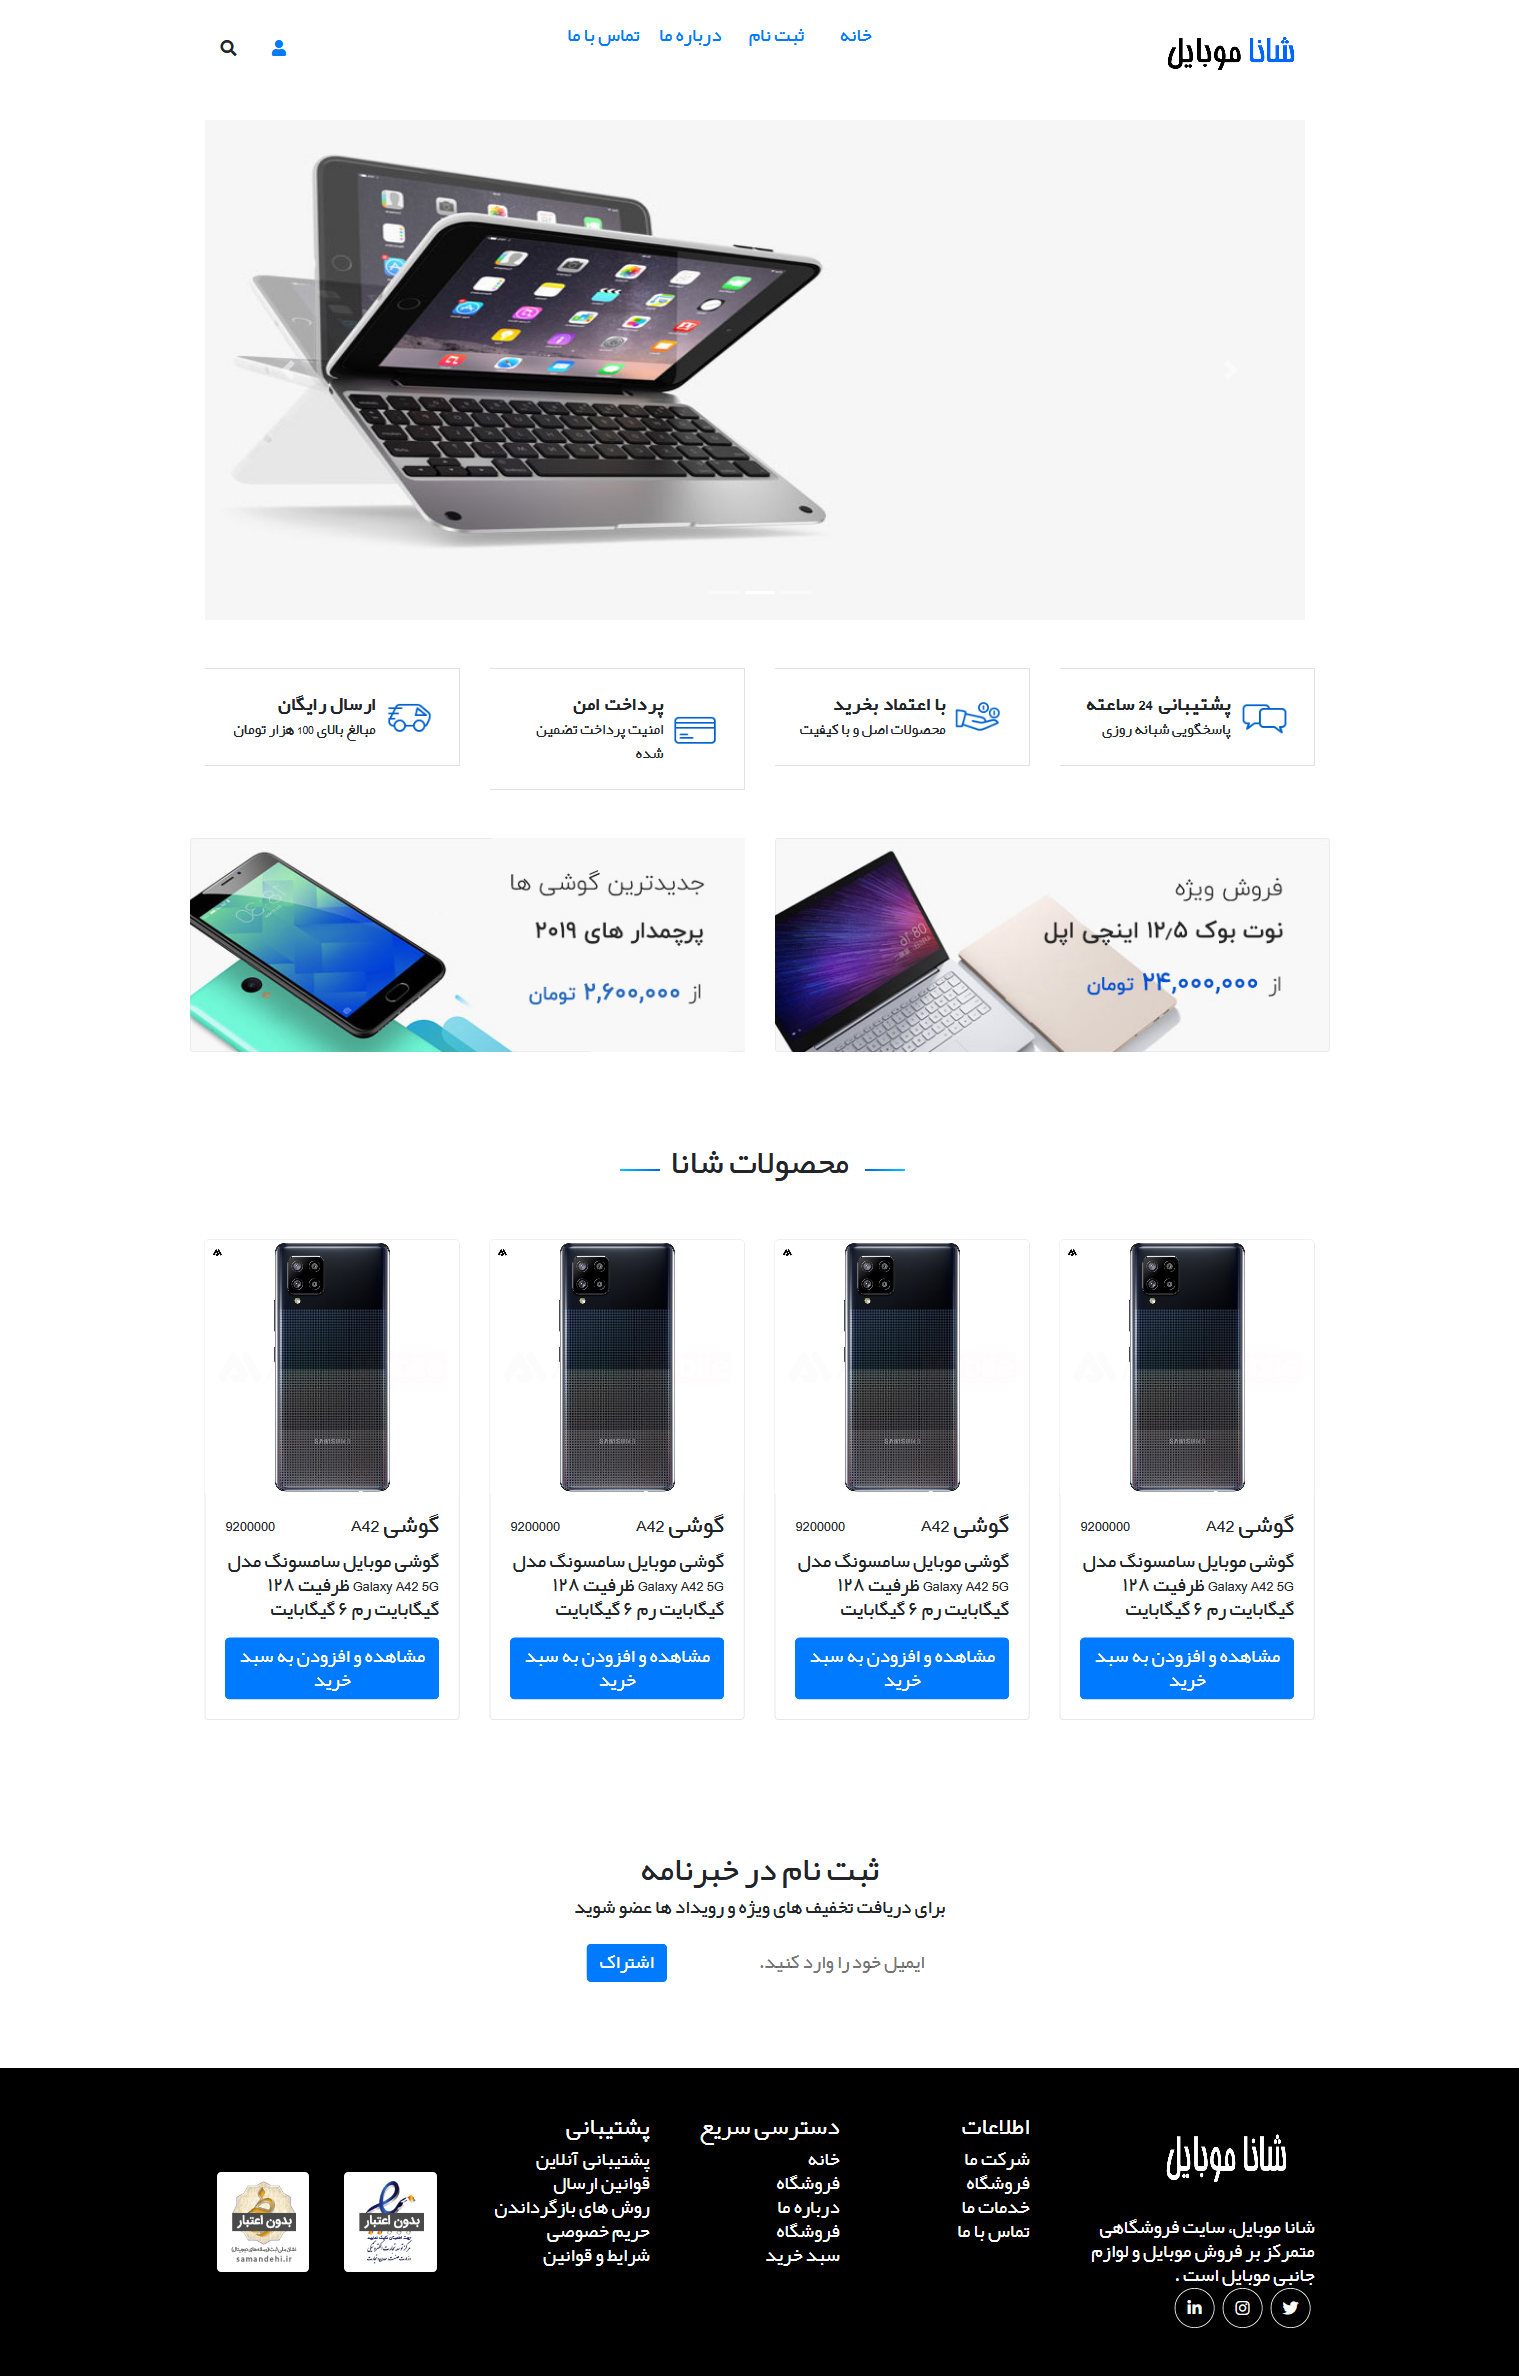 شانا موبایل
خانه
ثبت نام
درباره ما
تماس با ما
پشتیبانی 24 ساعته
پاسخگویی شبانه روزی
با اعتماد بخرید
محصولات اصل و با کیفیت
پرداخت امن
امنیت پرداخت تضمین
شده
ارسال رایگان
مبالغ بالای 100 هزار تومان
فروش ویژه
نوت بوک ۱۲٫۵ اینچی اپل
از ۲۴,۰۰۰,۰۰۰ تومان
جدیدترین گوشی ها
پرچمدار های ۲۰۱۹
از ۲,۶۰۰,۰۰۰ تومان
محصولات شانا
SAMSUNG
گوشی A42
9200000
گوشی موبایل سامسونگ مدل
Galaxy A42 5G ظرفیت ۱۲۸
گیگابایت رم ۶ گیگابایت
مشاهده و افزودن به سبد
خرید
SAMSUNG
گوشی A42
9200000
گوشی موبایل سامسونگ مدل
Galaxy A42 5G ظرفیت ۱۲۸
گیگابایت رم ۶ گیگابایت
مشاهده و افزودن به سبد
خرید
SAMSUNG
گوشی A42
9200000
گوشی موبایل سامسونگ مدل
Galaxy A42 5G ظرفیت ۱۲۸
گیگابایت رم ۶ گیگابایت
مشاهده و افزودن به سبد
خرید
SAMSUNG
گوشی A42
9200000
گوشی موبایل سامسونگ مدل
Galaxy A42 5G ظرفیت ۱۲۸
گیگابایت رم ۶ گیگابایت
مشاهده و افزودن به سبد
خرید
ثبت نام در خبرنامه
برای دریافت تخفیف های ویژه و رویداد ها عضو شوید
ایمیل خود را وارد کنید.
اشتراک
شانا موبایل
شانا موبایل، سایت فروشگاهی
متمرکز بر فروش موبایل و لوازم
جانبی موبایل است .
اطلاعات
شرکت ما
فروشگاه
خدمات ما
تماس با ما
دسترسی سریع
خانه
فروشگاه
درباره ما
فروشگاه
سبد خرید
پشتیبانی
پشتیبانی آنلاین
قوانین ارسال
روش های بازگرداندن
حریم خصوصی
شرایط و قوانین
بدون اعتبار
بدون اعتبار
samandehi.ir